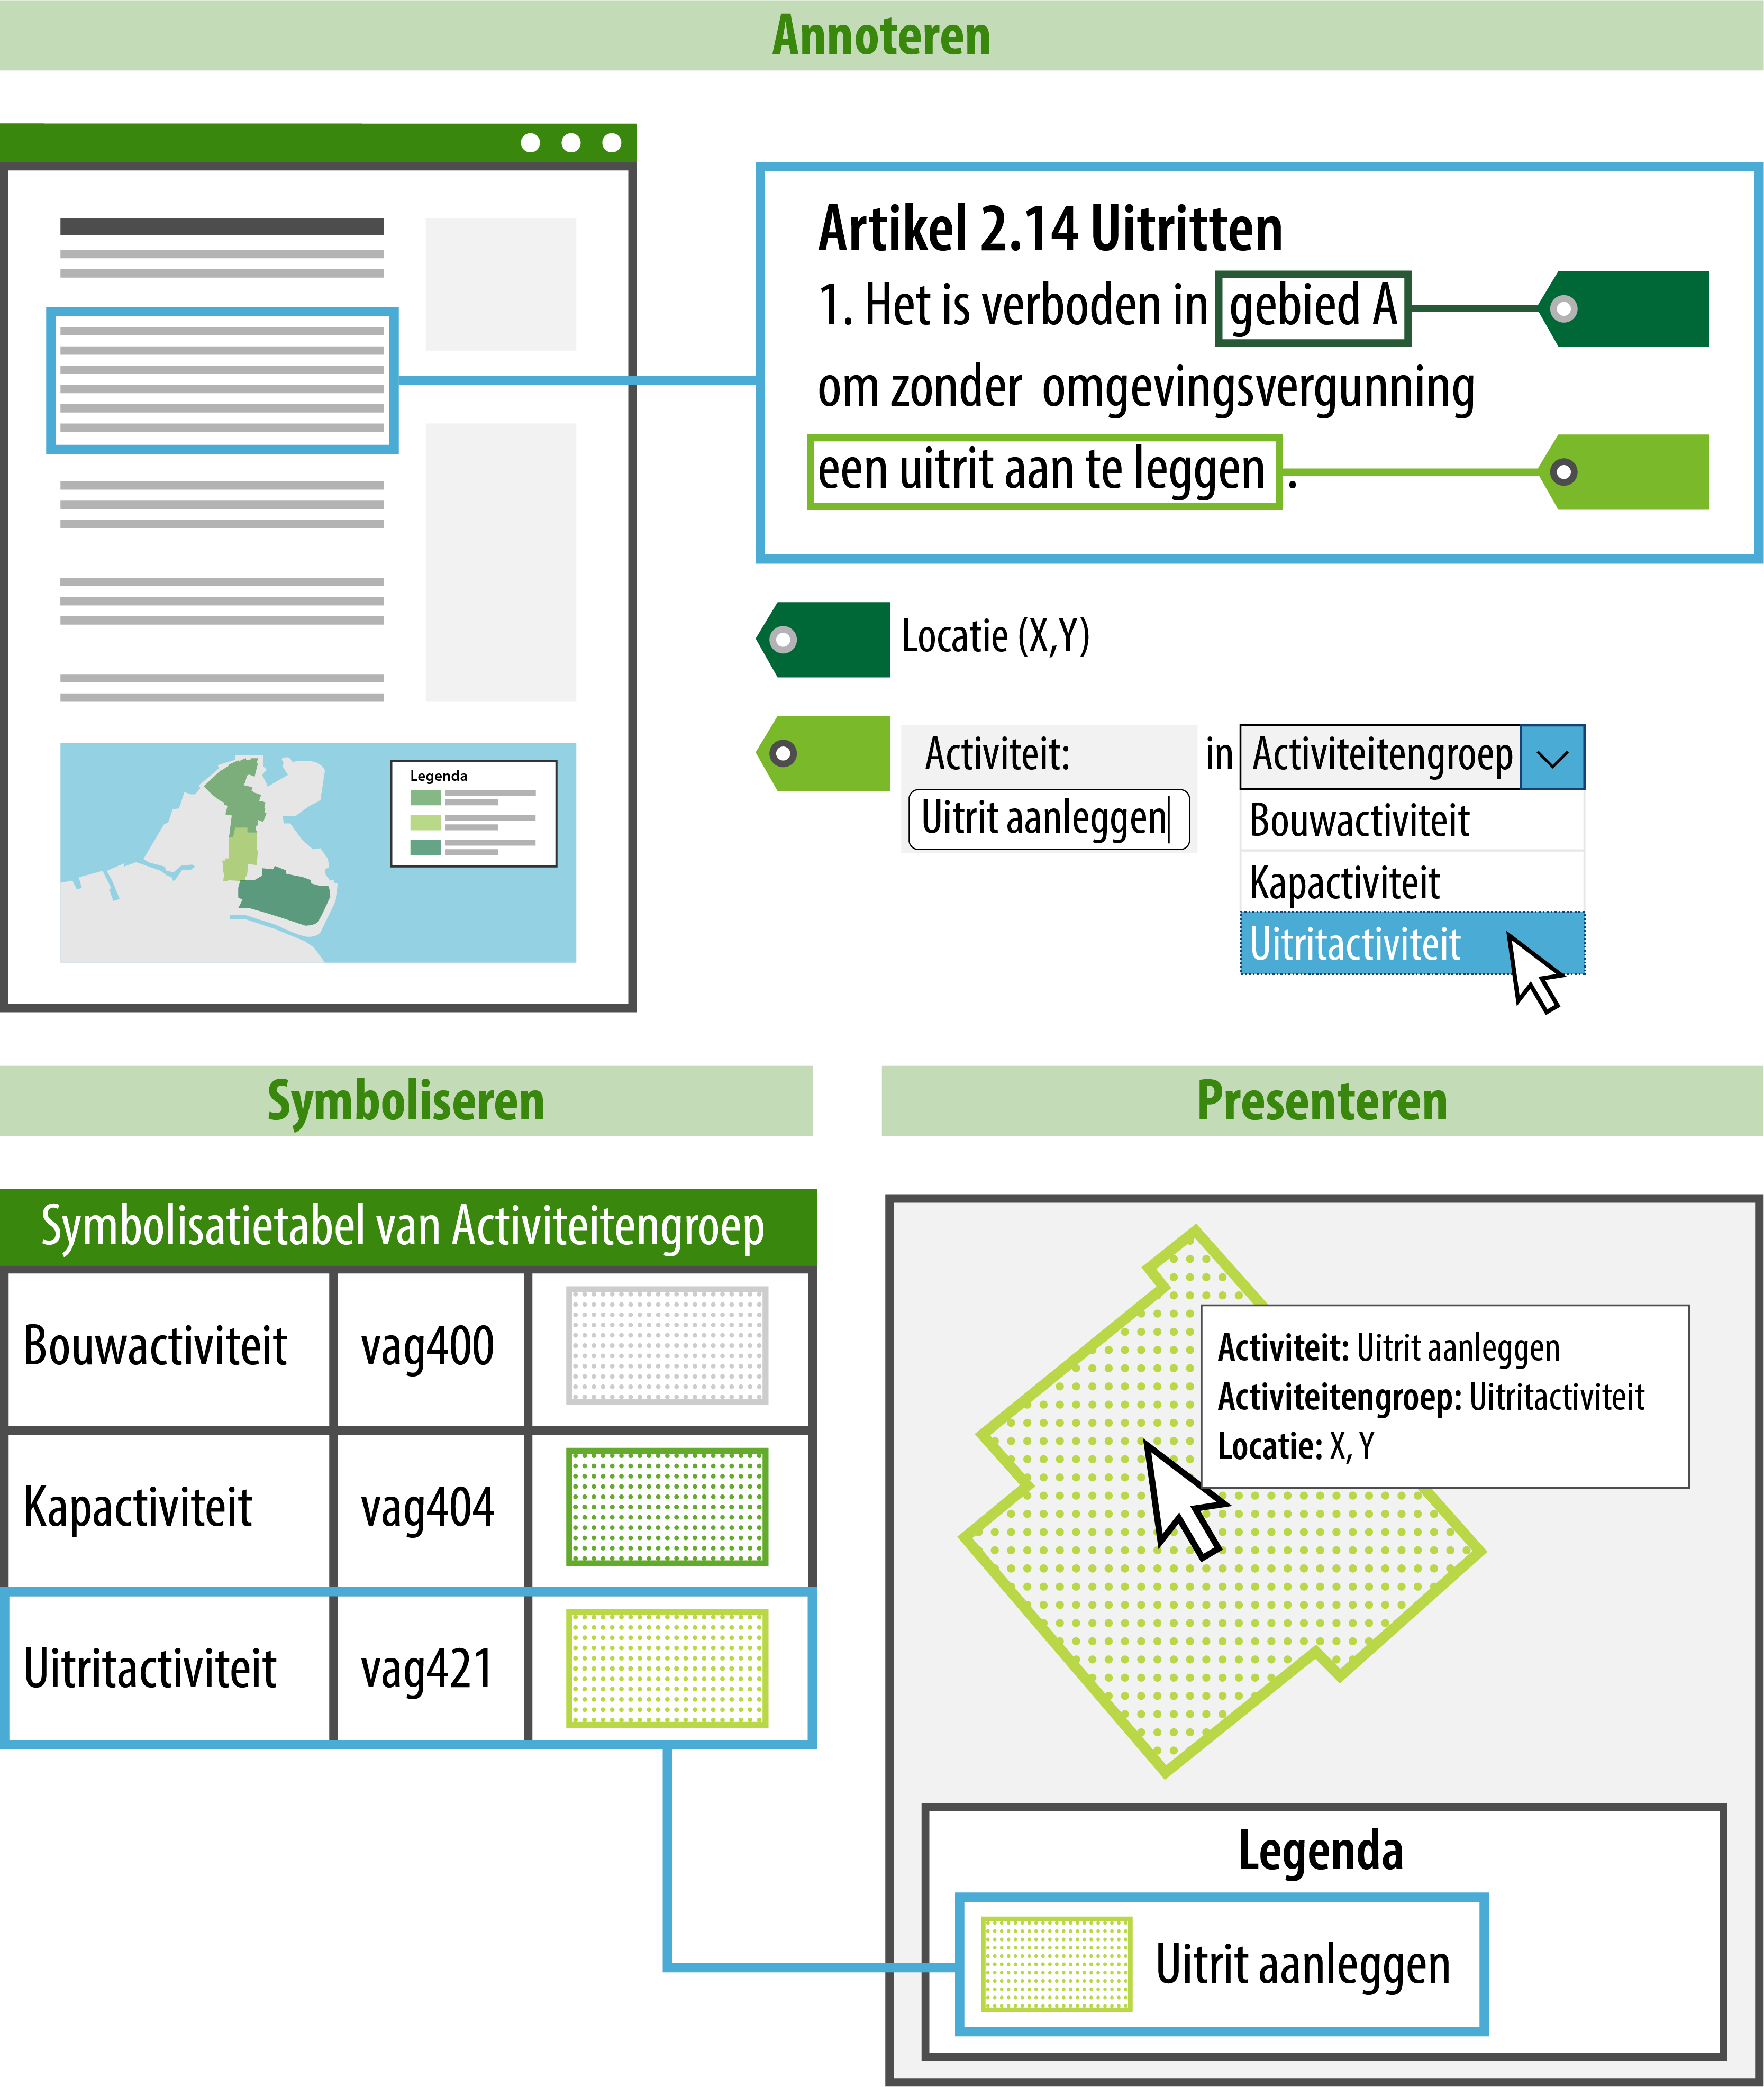 Annoteren
Artikel 2.14 Uitritten
1. Het is verboden in gebied A
om zonder omgevingsvergunning
een uitrit aan te leggen .
Legenda
Locatie (X,Y)
Activiteit:
Uitrit aanleggen
in Activiteitengroep
Bouwactiviteit
Kapactiviteit
Uitritactiviteit
Symboliseren
Symbolisatietabel van Activiteitengroep
Bouwactiviteit vag400
Kapactiviteit vag404
Uitritactiviteit vag421
Presenteren
Activiteit: Uitrit aanleggen
Activiteitengroep: Uitritactiviteit
Locatie: X, Y
Legenda
Uitrit aanleggen